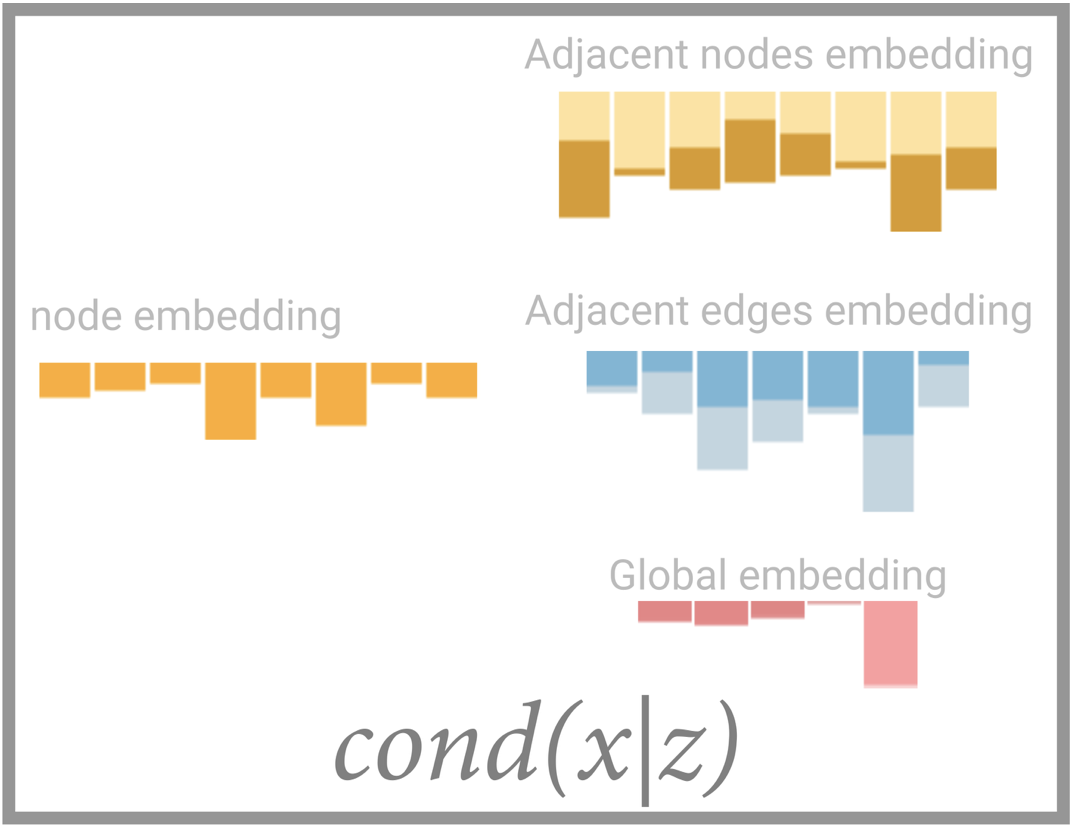 Adjacent nodes embedding
node embedding
Adjacent edges embedding
Global embedding
cond(x|z)